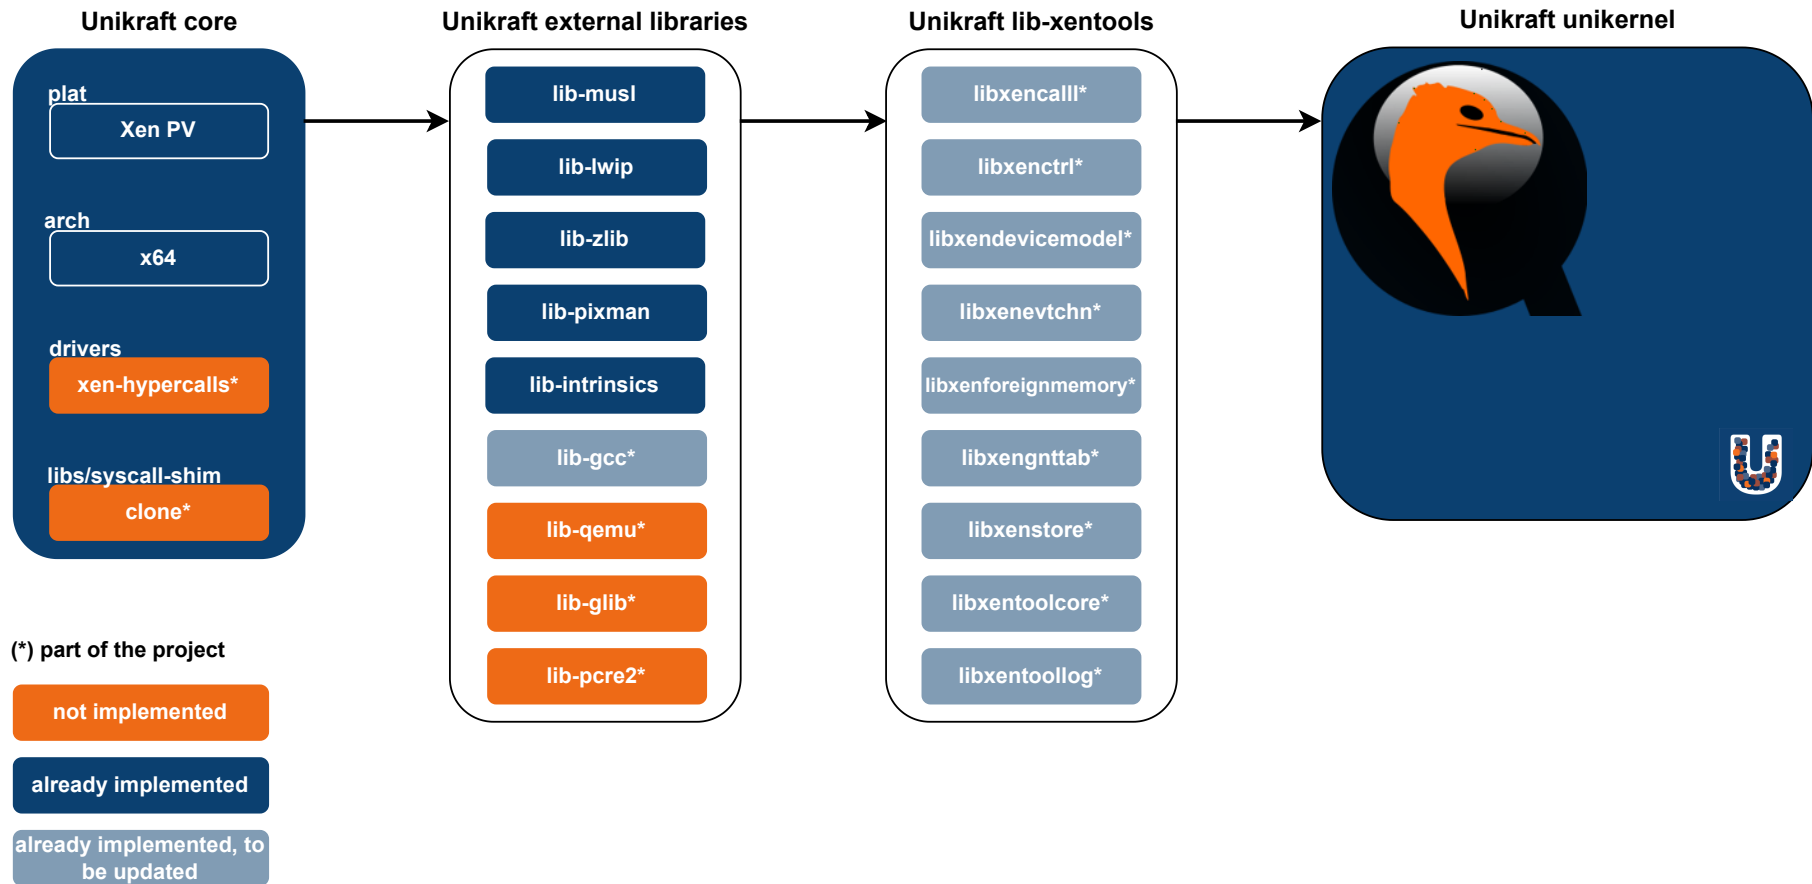 Unikraft core
plat
Xen PV
arch
x64
drivers
xen-hypercalls*
libs/syscall-shim
clone*
(*) part of the project
not implemented
already implemented
already implemented, to
be updated
Unikraft external libraries
lib-musl
lib-lwip
lib-zlib
lib-pixman
lib-intrinsics
lib-gcc*
lib-qemu*
lib-glib*
lib-pcre2*
Unikraft lib-xentools
libxencalll*
libxenctrl*
libxendevicemodel*
libxenevtchn*
libxenforeignmemory*
libxengnttab*
libxenstore*
libxentoolcore*
libxentoollog*
Unikraft unikernel
U